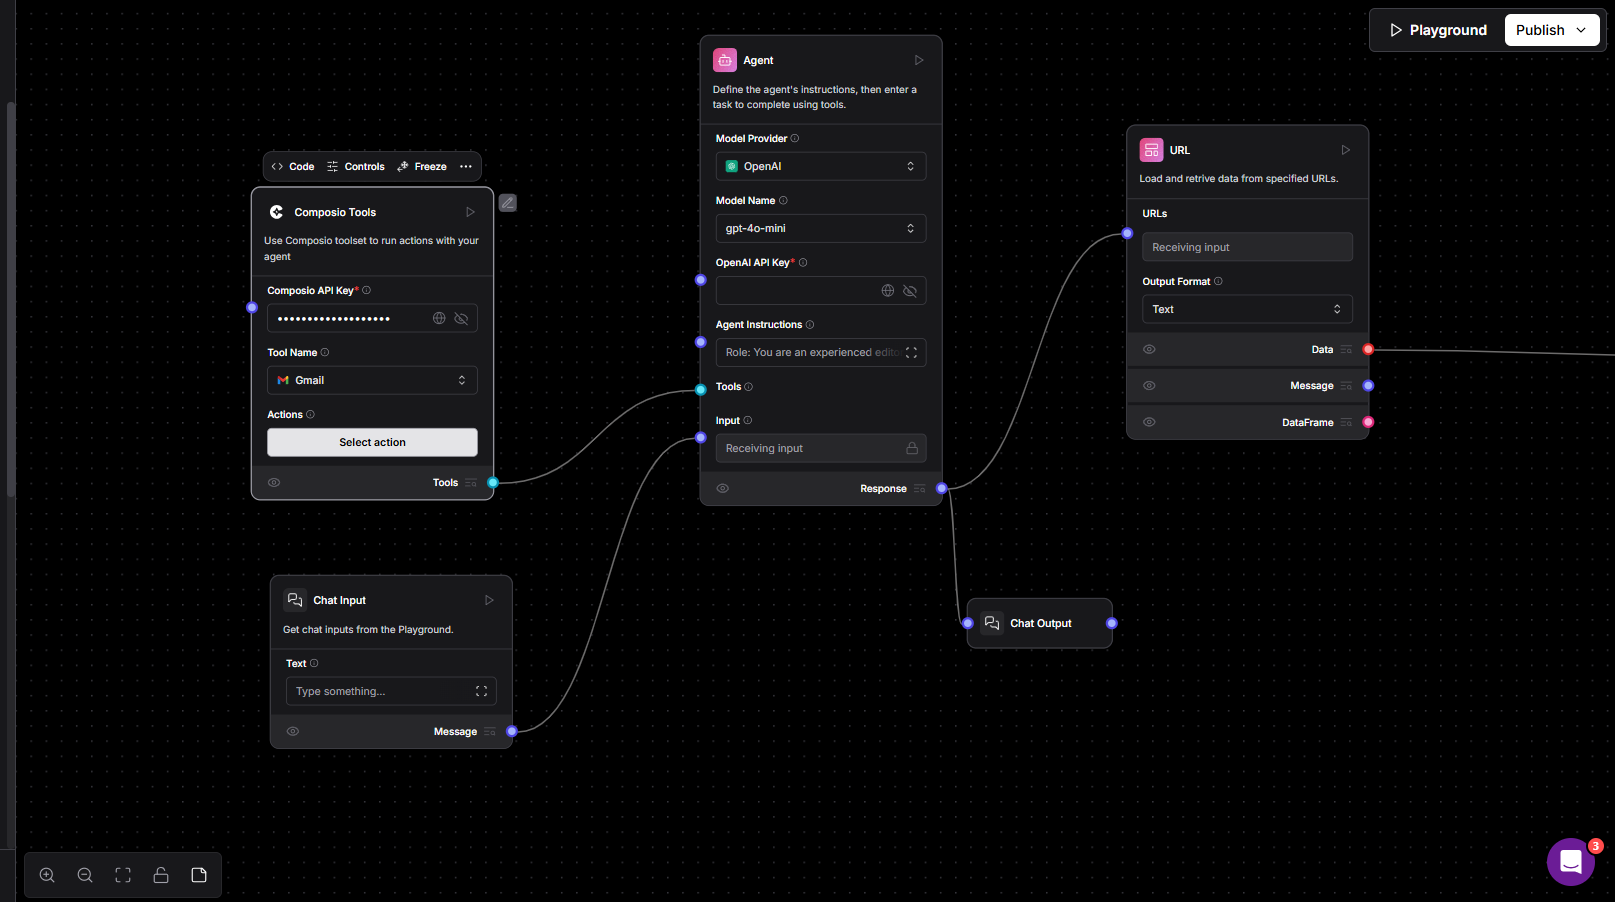 Playground
Publish
Agent
Define the agent's instructions, then enter a
task to complete using tools.
Model Provider
OpenAI
Model Name
gpt-4o-mini
OpenAI API Key*
Agent Instructions
Role: You are an experienced edito
Tools
Input
Receiving input
Response
Code
Controls
Freeze
Composio Tools
Use Composio toolset to run actions with your
agent
Composio API Key*
•••••••••••••••••••
Tool Name
Gmail
Actions
Select action
Tools
URL
Load and retrive data from specified URLs.
URLs
Receiving input
Output Format
Text
Data
Message
DataFrame
Chat Input
Get chat inputs from the Playground.
Text
Type something...
Message
Chat Output
3